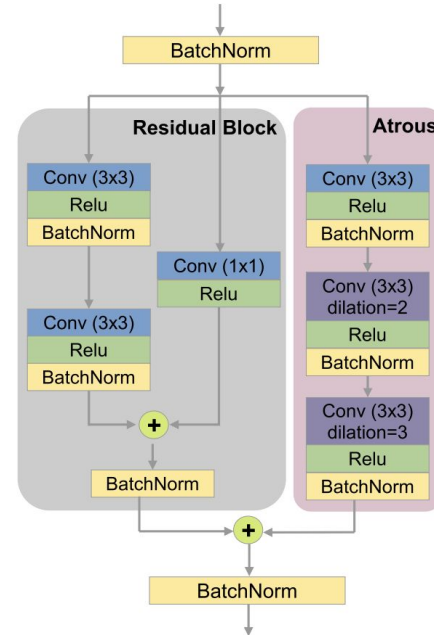 BatchNorm
Residual Block
Conv (3x3)
Relu
BatchNorm
Conv (3x3)
Relu
BatchNorm
Conv (1x1)
Relu
+
BatchNorm
Atrous
Conv (3x3)
Relu
BatchNorm
Conv (3x3)
dilation=2
Relu
BatchNorm
Conv (3x3)
dilation=3
Relu
BatchNorm
+
BatchNorm